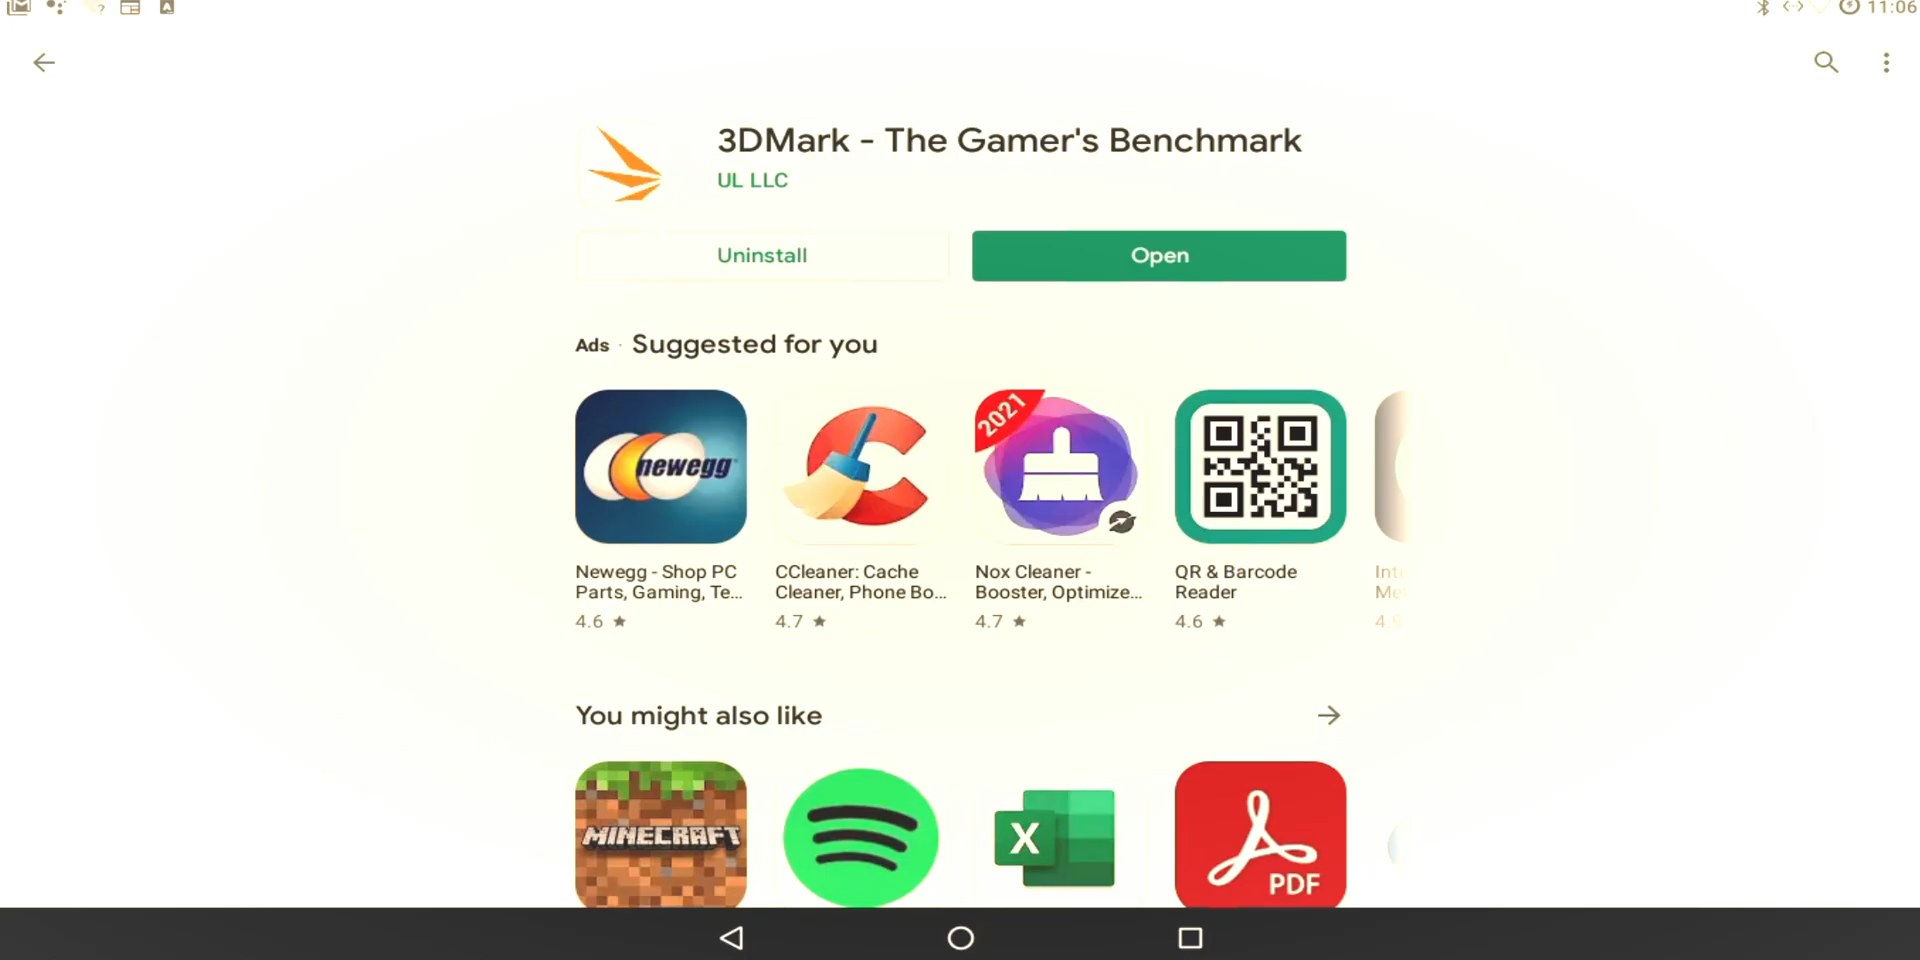 11:06
3DMark - The Gamer's Benchmark
UL LLC
Uninstall
Open
Ads · Suggested for you
newegg
2021
Newegg - Shop PC
Parts, Gaming, Te...
4.6 ★
CCleaner: Cache
Cleaner, Phone Bo...
4.7 ★
Nox Cleaner -
Booster, Optimize...
4.7 ★
QR & Barcode
Reader
4.6 ★
You might also like
MINECRAFT
X
PDF